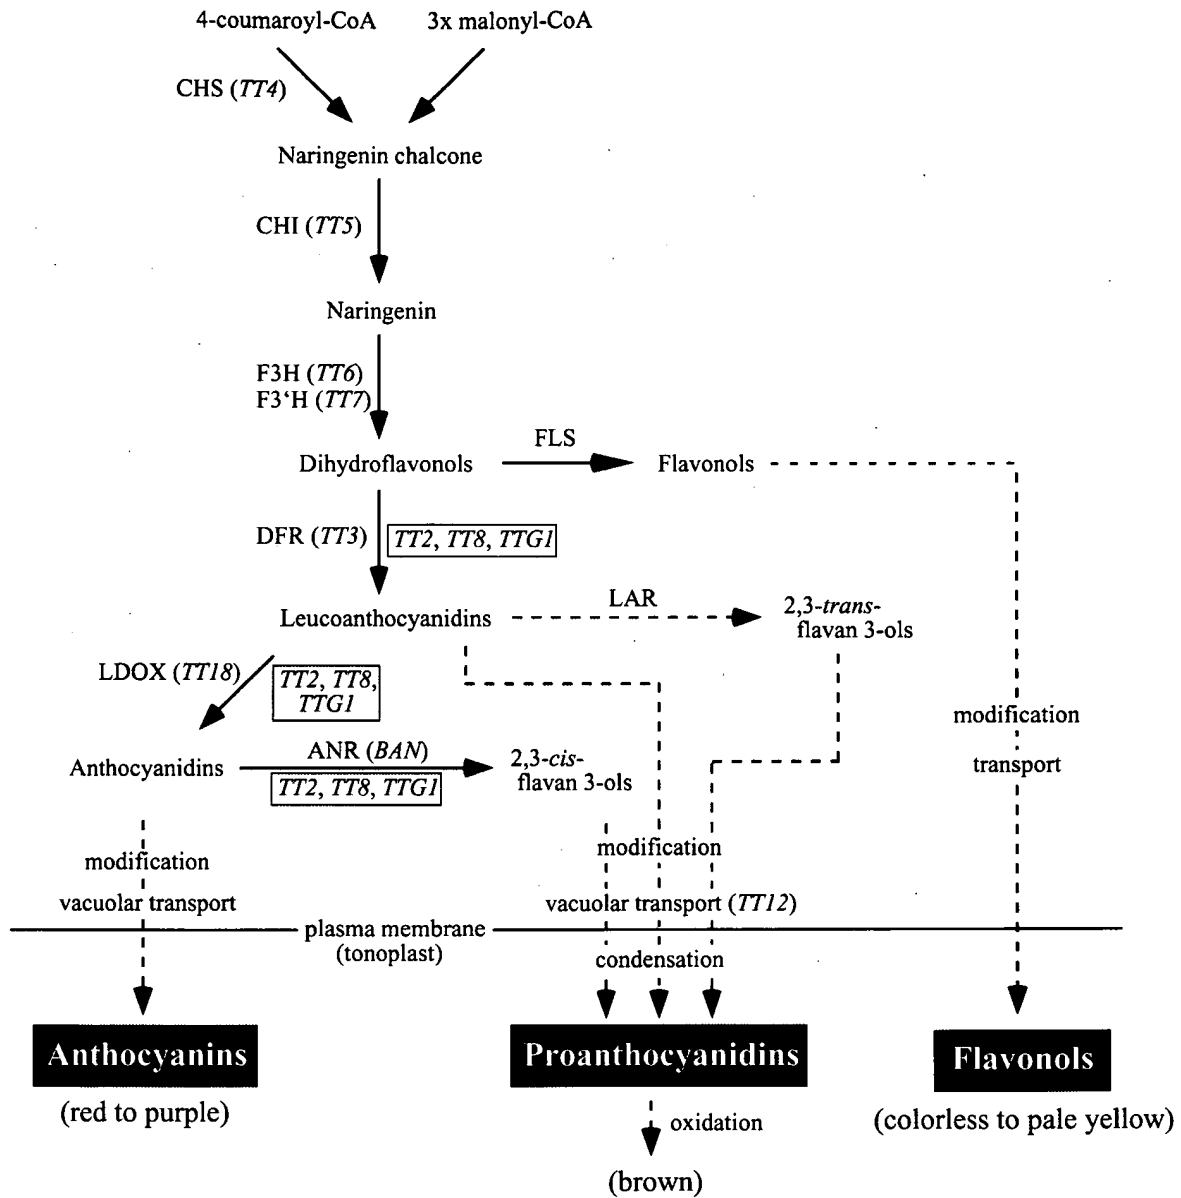 4-coumaroyl-CoA 3x malonyl-CoA
CHS (TT4)
Naringenin chalcone
CHI (TT5)
Naringenin
F3H (TT6)
F3‘H (TT7)
FLS
Dihydroflavonols Flavonols
DFR (TT3) TT2, TT8, TTG1
LAR
Leucoanthocyanidins
2,3-trans-
flavan 3-ols
LDOX (TT18)
TT2, TT8,
TTG1
modification
transport
ANR (BAN)
Anthocyanidins
TT2, TT8, TTG1
2,3-cis-
flavan 3-ols
modification
vacuolar transport
modification
vacuolar transport (TT12)
plasma membrane
(tonoplast)
condensation
Anthocyanins Proanthocyanidins Flavonols
(red to purple)
(colorless to pale yellow)
oxidation
(brown)